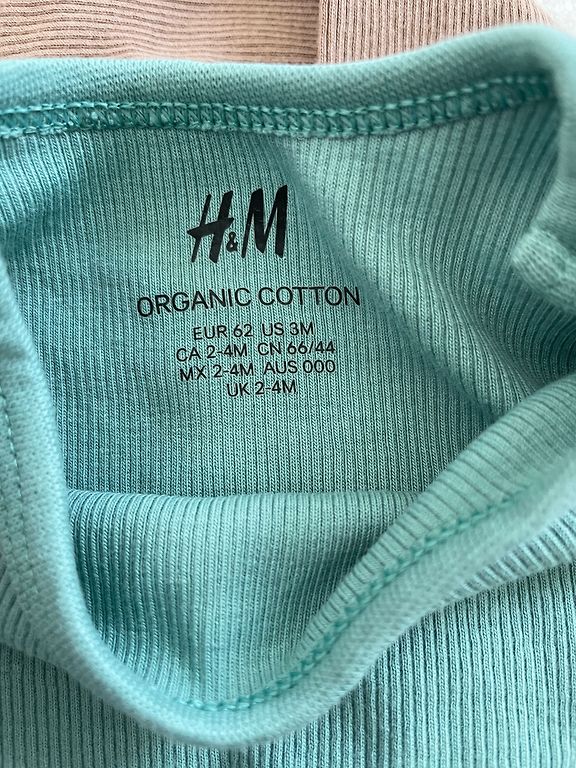 H&M
ORGANIC COTTON
EUR 62 US 3M
CA 2-4M CN 66/44
MX 2-4M AUS 000
UK 2-4M